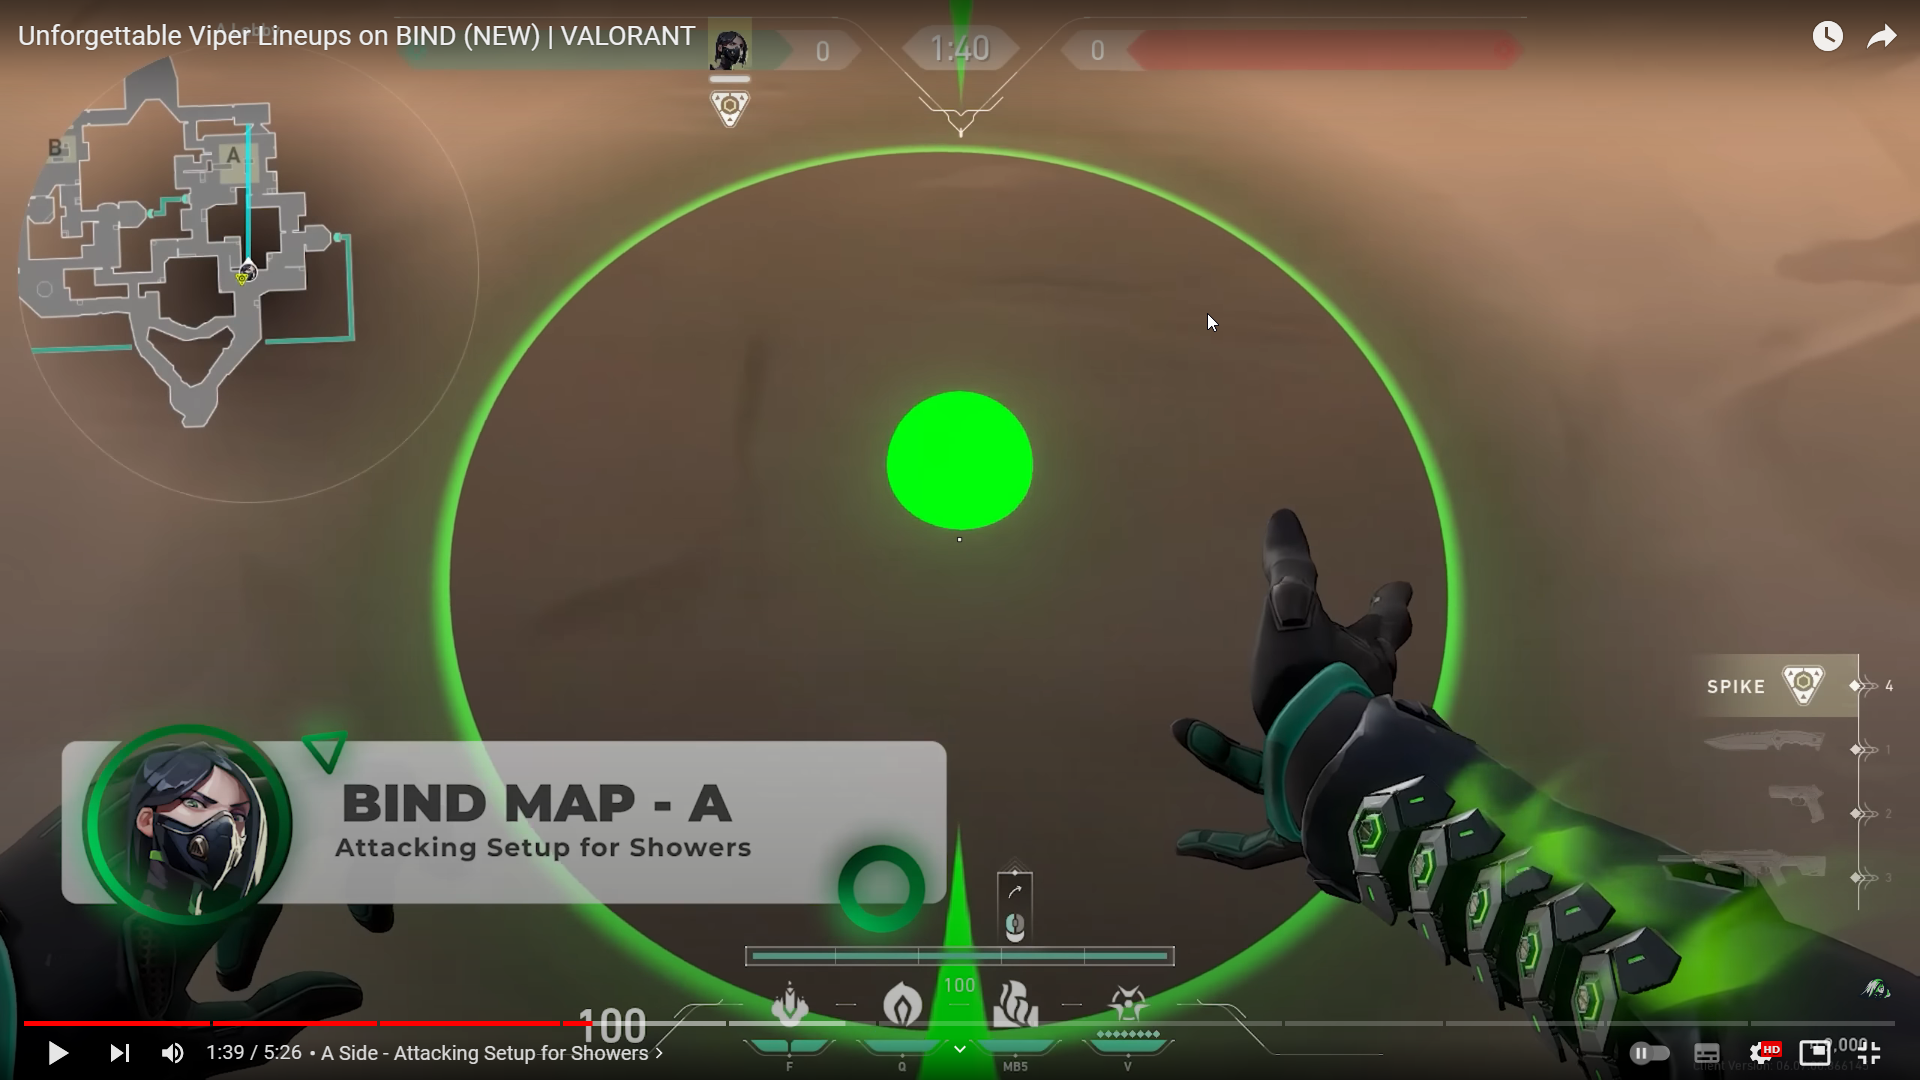 Unforgettable Viper Lineups on BIND (NEW) | VALORANT
0
1:40
0
B
A
SPIKE
4
1
2
3
BIND MAP - A
Attacking Setup for Showers
100
100
F
Q
MB5
V
1:39 / 5:26 • A Side - Attacking Setup for Showers
HD